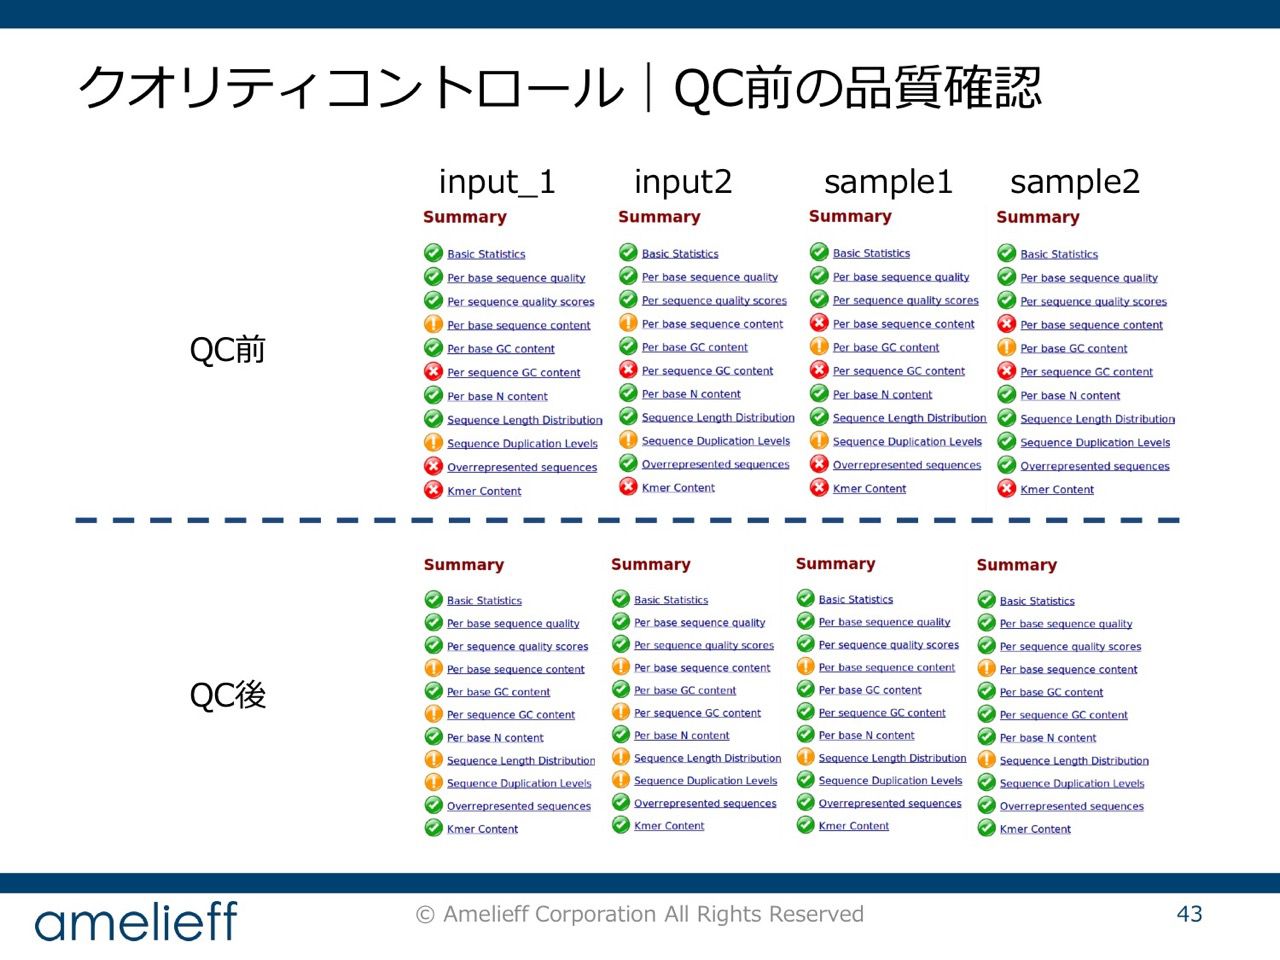 クオリティコントロール｜QC前の品質確認
input_1 input2 sample1 sample2
QC前
Summary
Basic Statistics
Per base sequence quality
Per sequence quality scores
Per base sequence content
Per base GC content
Per sequence GC content
Per base N content
Sequence Length Distribution
Sequence Duplication Levels
Overrepresented sequences
Kmer Content
Summary
Basic Statistics
Per base sequence quality
Per sequence quality scores
Per base sequence content
Per base GC content
Per sequence GC content
Per base N content
Sequence Length Distribution
Sequence Duplication Levels
Overrepresented sequences
Kmer Content
Summary
Basic Statistics
Per base sequence quality
Per sequence quality scores
Per base sequence content
Per base GC content
Per sequence GC content
Per base N content
Sequence Length Distribution
Sequence Duplication Levels
Overrepresented sequences
Kmer Content
Summary
Basic Statistics
Per base sequence quality
Per sequence quality scores
Per base sequence content
Per base GC content
Per sequence GC content
Per base N content
Sequence Length Distribution
Sequence Duplication Levels
Overrepresented sequences
Kmer Content
QC後
Summary
Basic Statistics
Per base sequence quality
Per sequence quality scores
Per base sequence content
Per base GC content
Per sequence GC content
Per base N content
Sequence Length Distribution
Sequence Duplication Levels
Overrepresented sequences
Kmer Content
Summary
Basic Statistics
Per base sequence quality
Per sequence quality scores
Per base sequence content
Per base GC content
Per sequence GC content
Per base N content
Sequence Length Distribution
Sequence Duplication Levels
Overrepresented sequences
Kmer Content
Summary
Basic Statistics
Per base sequence quality
Per sequence quality scores
Per base sequence content
Per base GC content
Per sequence GC content
Per base N content
Sequence Length Distribution
Sequence Duplication Levels
Overrepresented sequences
Kmer Content
Summary
Basic Statistics
Per base sequence quality
Per sequence quality scores
Per base sequence content
Per base GC content
Per sequence GC content
Per base N content
Sequence Length Distribution
Sequence Duplication Levels
Overrepresented sequences
Kmer Content
amelieff
© Amelieff Corporation All Rights Reserved
43